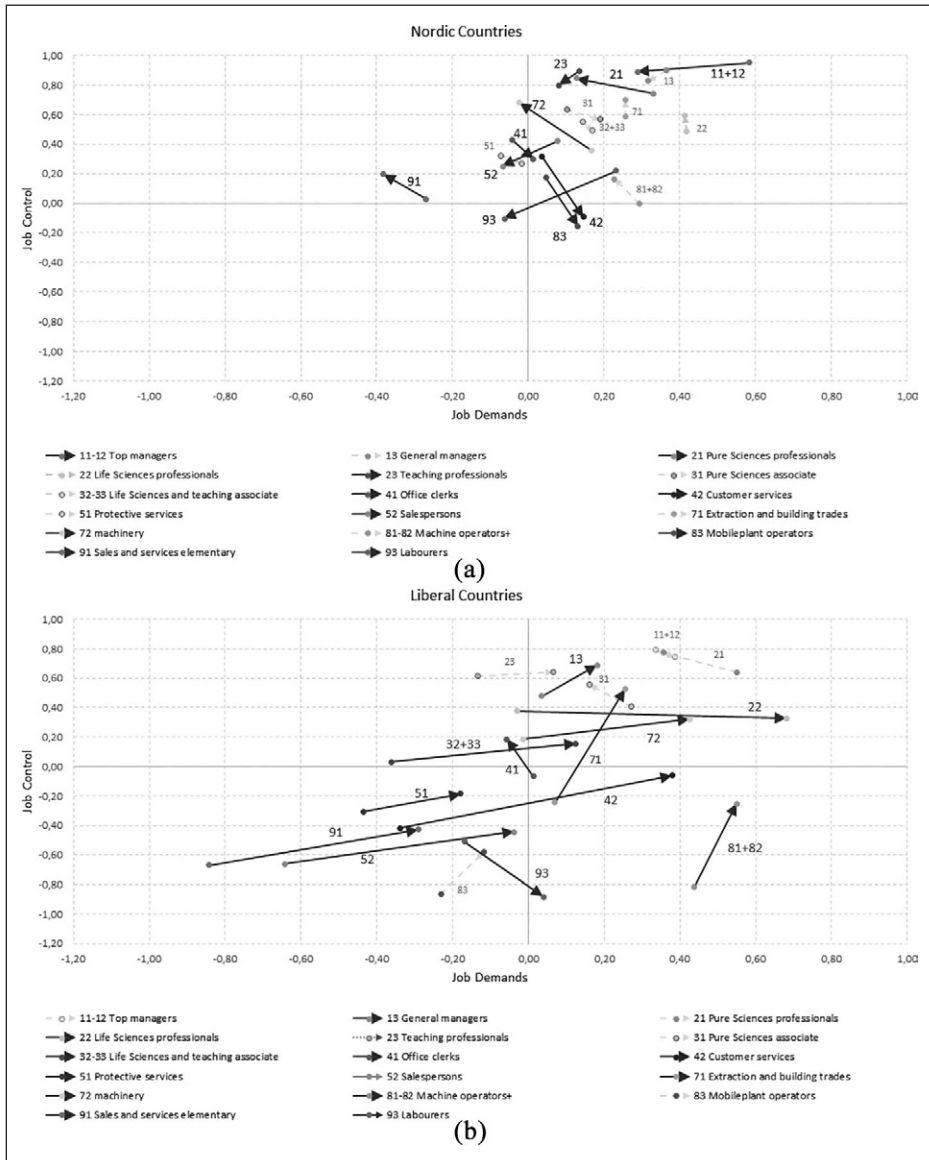 Nordic Countries
1,00
0,80
0,60
0,40
0,20
0,00
-0,20
-0,40
0,60
-0,80
-1,00
-1,20
Job Control
23
21
11+12
13
72
31
71
32+33
22
41
51
52
91
81+82
93
42
83
-1,20 -1,00 -0,80 -0,60 -0,40 -0,20 0,00 0,20 0,40 0,60 0,80 1,00
Job Demands
11-12 Top managers 13 General managers 21 Pure Sciences professionals
22 Life Sciences professionals 23 Teaching professionals 31 Pure Sciences associate
32-33 Life Sciences and teaching associate 41 Office clerks 42 Customer services
51 Protective services 52 Salespersons 71 Extraction and building trades
72 machinery 81-82 Machine operators+ 83 Mobileplant operators
91 Sales and services elementary 93 Labourers
(a)
Liberal Countries
1,00
0,80
0,60
0,40
0,20
0,00
-0,20
-0,40
-0,60
-0,80
-1,00
-1,20
Job Control
11+12
23
13
21
31
22
72
32+33
41
71
51
42
91
52
81+82
93
83
-1,20 -1,00 -0,80 -0,60 -0,40 -0,20 0,00 0,20 0,40 0,60 0,80 1,00
Job Demands
11-12 Top managers 13 General managers 21 Pure Sciences professionals
22 Life Sciences professionals 23 Teaching professionals 31 Pure Sciences associate
32-33 Life Sciences and teaching associate 41 Office clerks 42 Customer services
51 Protective services 52 Salespersons 71 Extraction and building trades
72 machinery 81-82 Machine operators+ 83 Mobileplant operators
91 Sales and services elementary 93 Labourers
(b)